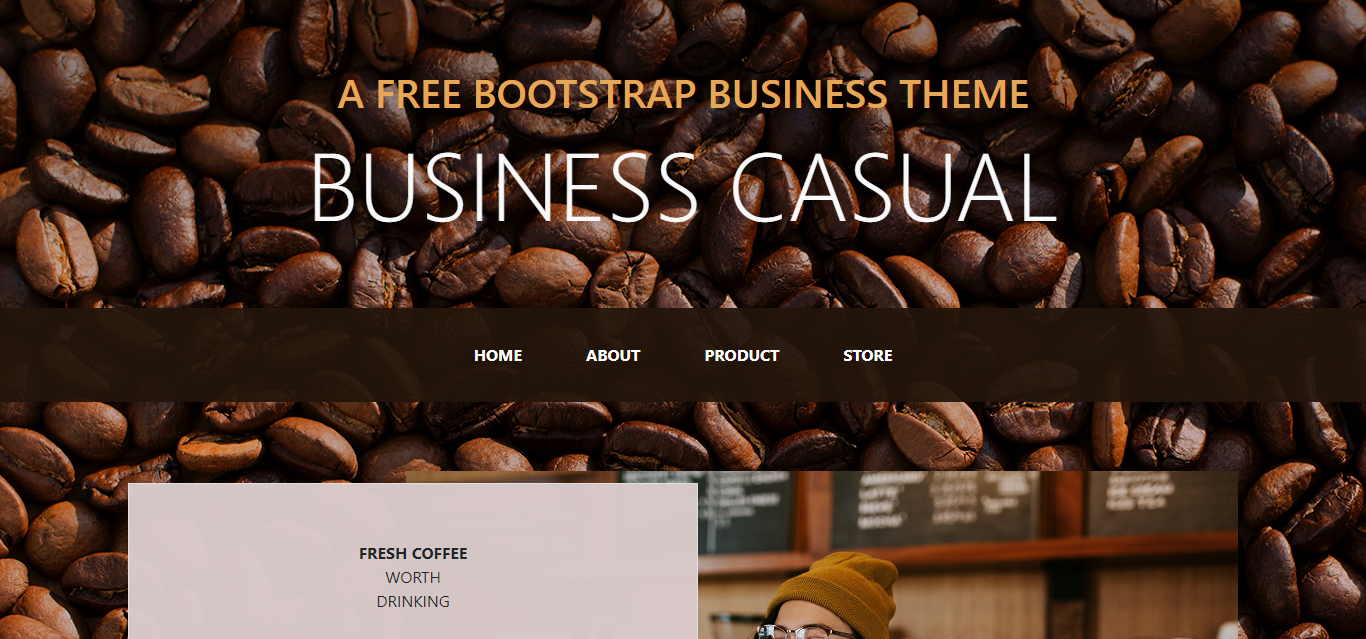 A FREE BOOTSTRAP BUSINESS THEME
BUSINESS CASUAL
HOME
ABOUT
PRODUCT
STORE
FRESH COFFEE
WORTH
DRINKING